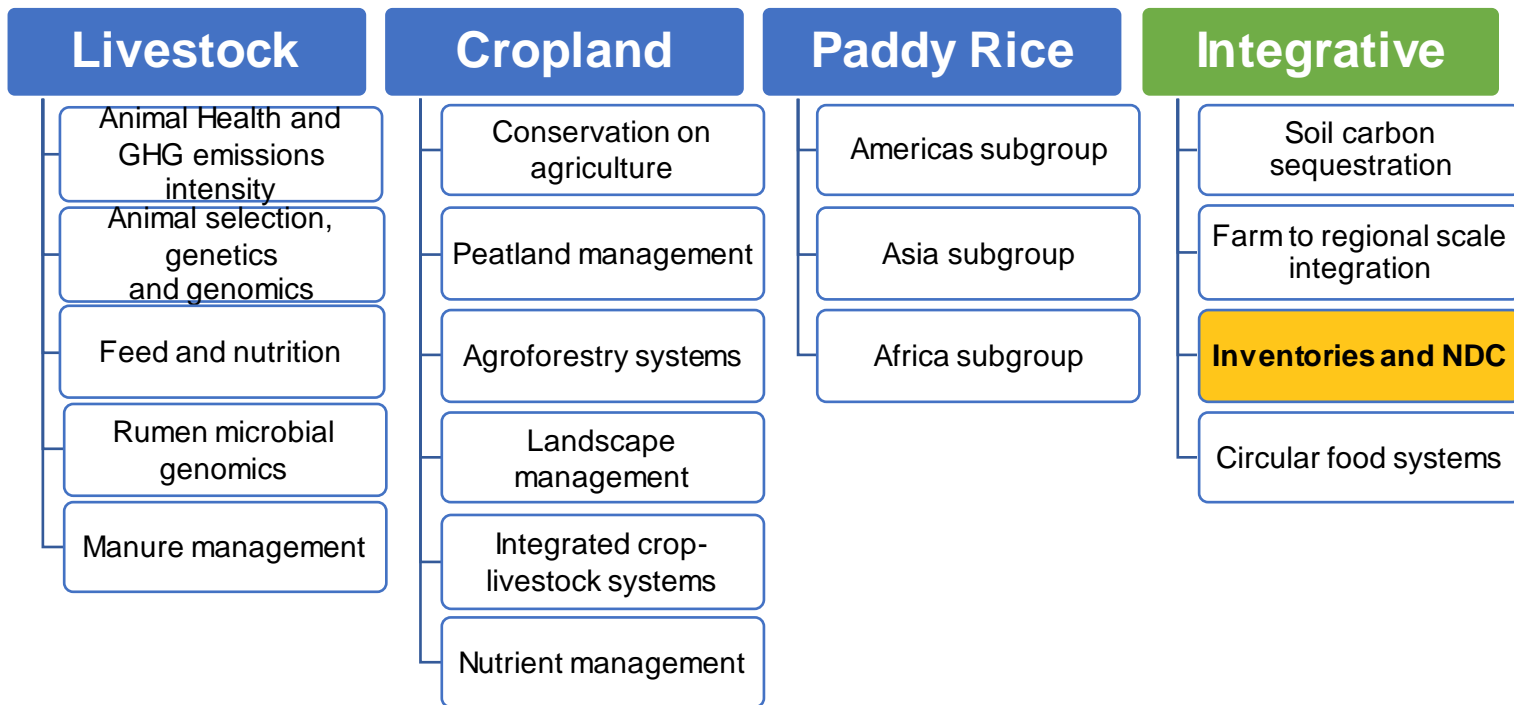 Livestock
Animal Health and
GHG emissions
intensity
Animal selection,
genetics
and genomics
Feed and nutrition
Rumen microbial
genomics
Manure management
Cropland
Conservation on
agriculture
Peatland management
Agroforestry systems
Landscape
management
Integrated crop-
livestock systems
Nutrient management
Paddy Rice
Americas subgroup
Asia subgroup
Africa subgroup
Integrative
Soil carbon
sequestration
Farm to regional scale
integration
Inventories and NDC
Circular food systems